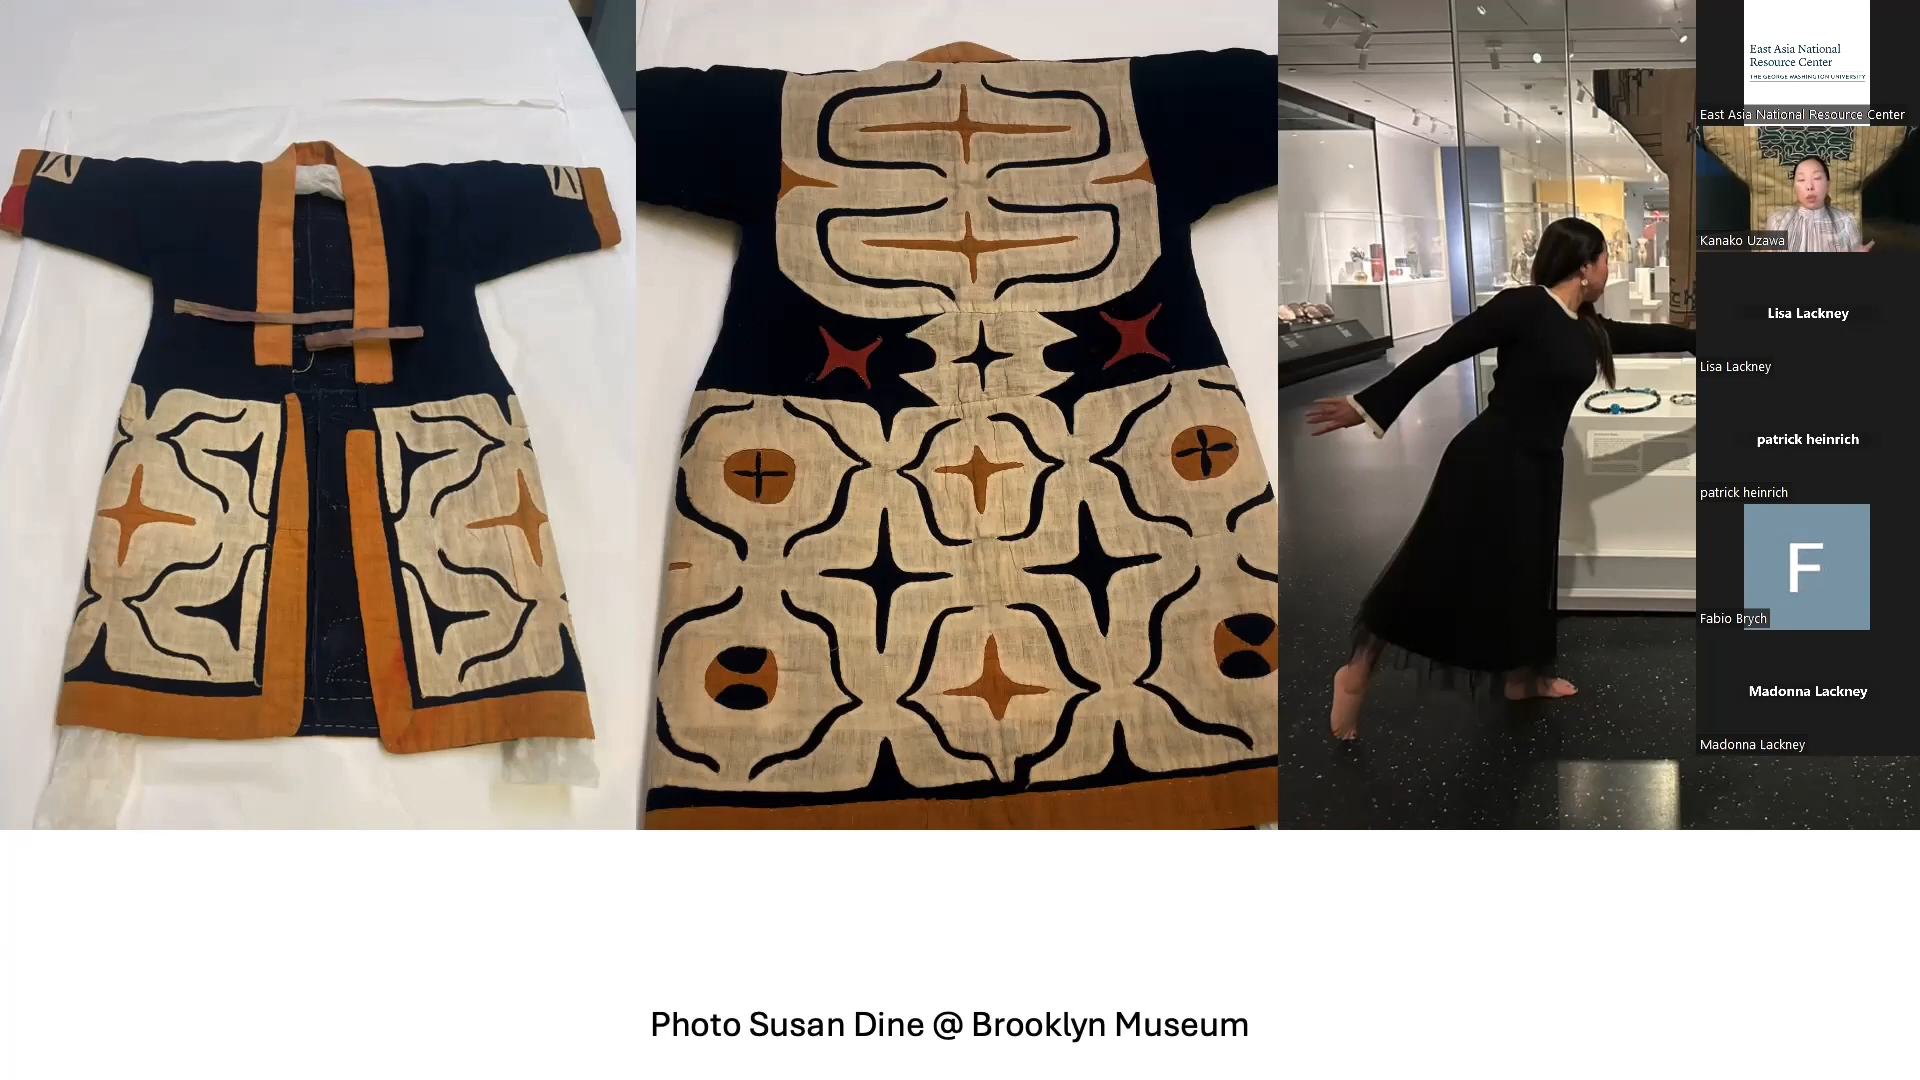 East Asia National
Resource Center
THE GEORGE WASHINGTON UNIVERSITY
East Asia National Resource Center
Kanako Uzawa
Lisa Lackney
Lisa Lackney
patrick heinrich
patrick heinrich
F
Fabio Brych
Madonna Lackney
Madonna Lackney
Photo Susan Dine @ Brooklyn Museum